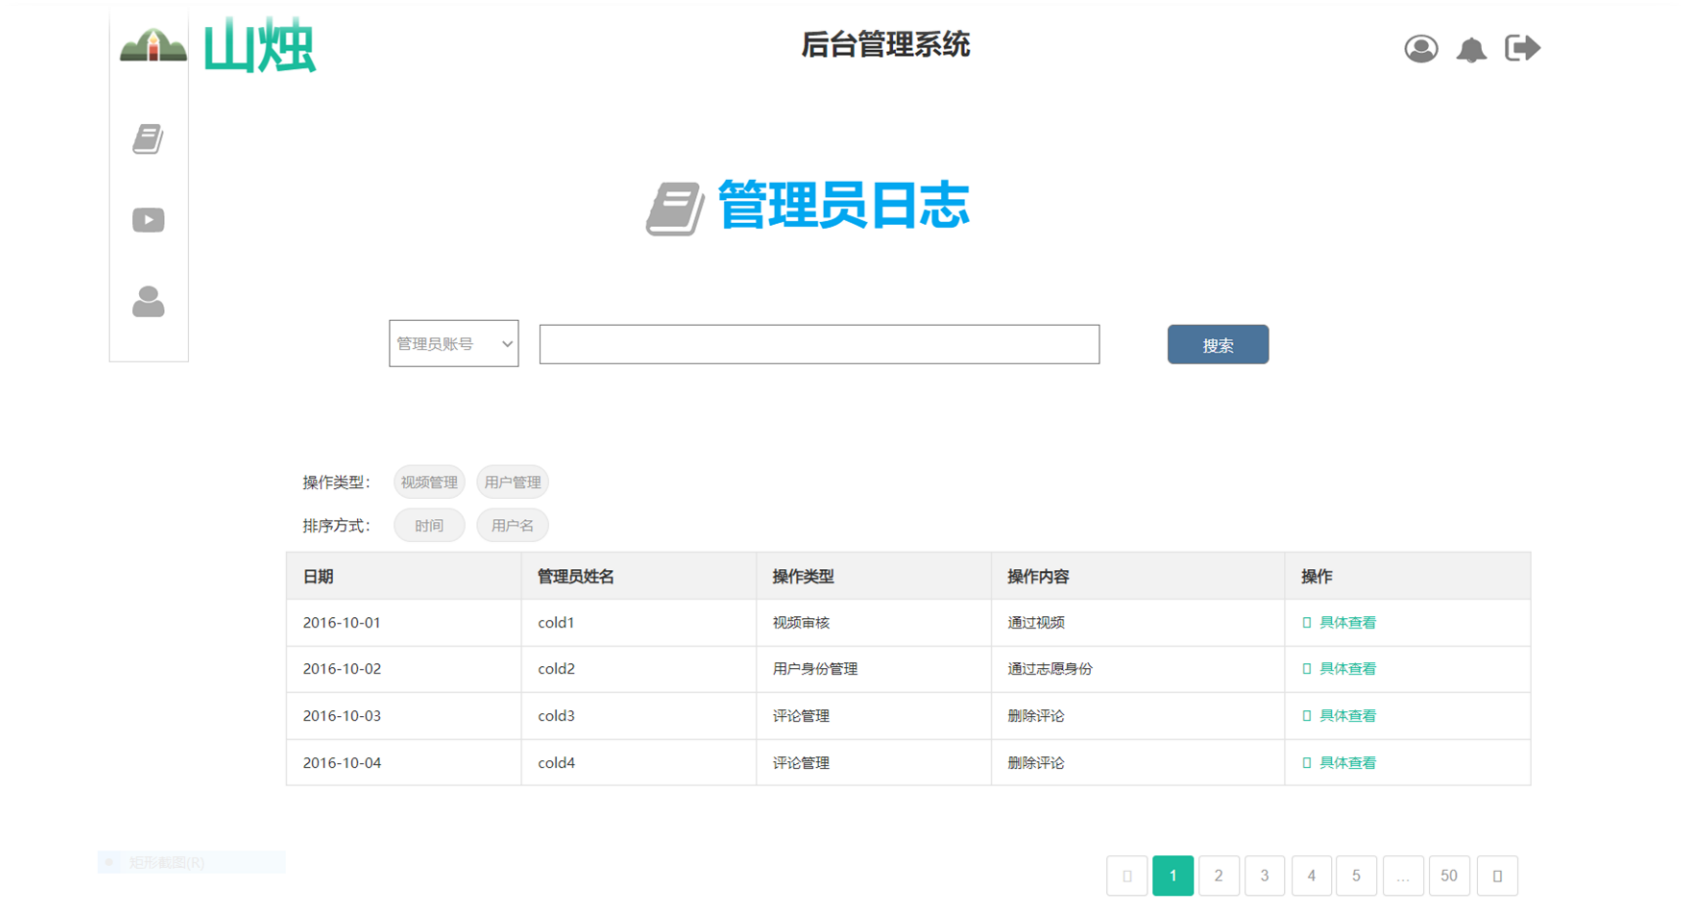 山烛
后台管理系统
管理员日志
管理员账号
搜索
操作类型： 视频管理 用户管理
排序方式： 时间 用户名
日期 管理员姓名 操作类型 操作内容 操作
2016-10-01 cold1 视频审核 通过视频 具体查看
2016-10-02 cold2 用户身份管理 通过志愿身份 具体查看
2016-10-03 cold3 评论管理 删除评论 具体查看
2016-10-04 cold4 评论管理 删除评论 具体查看
矩形截图(R)
1 2 3 4 5 ... 50